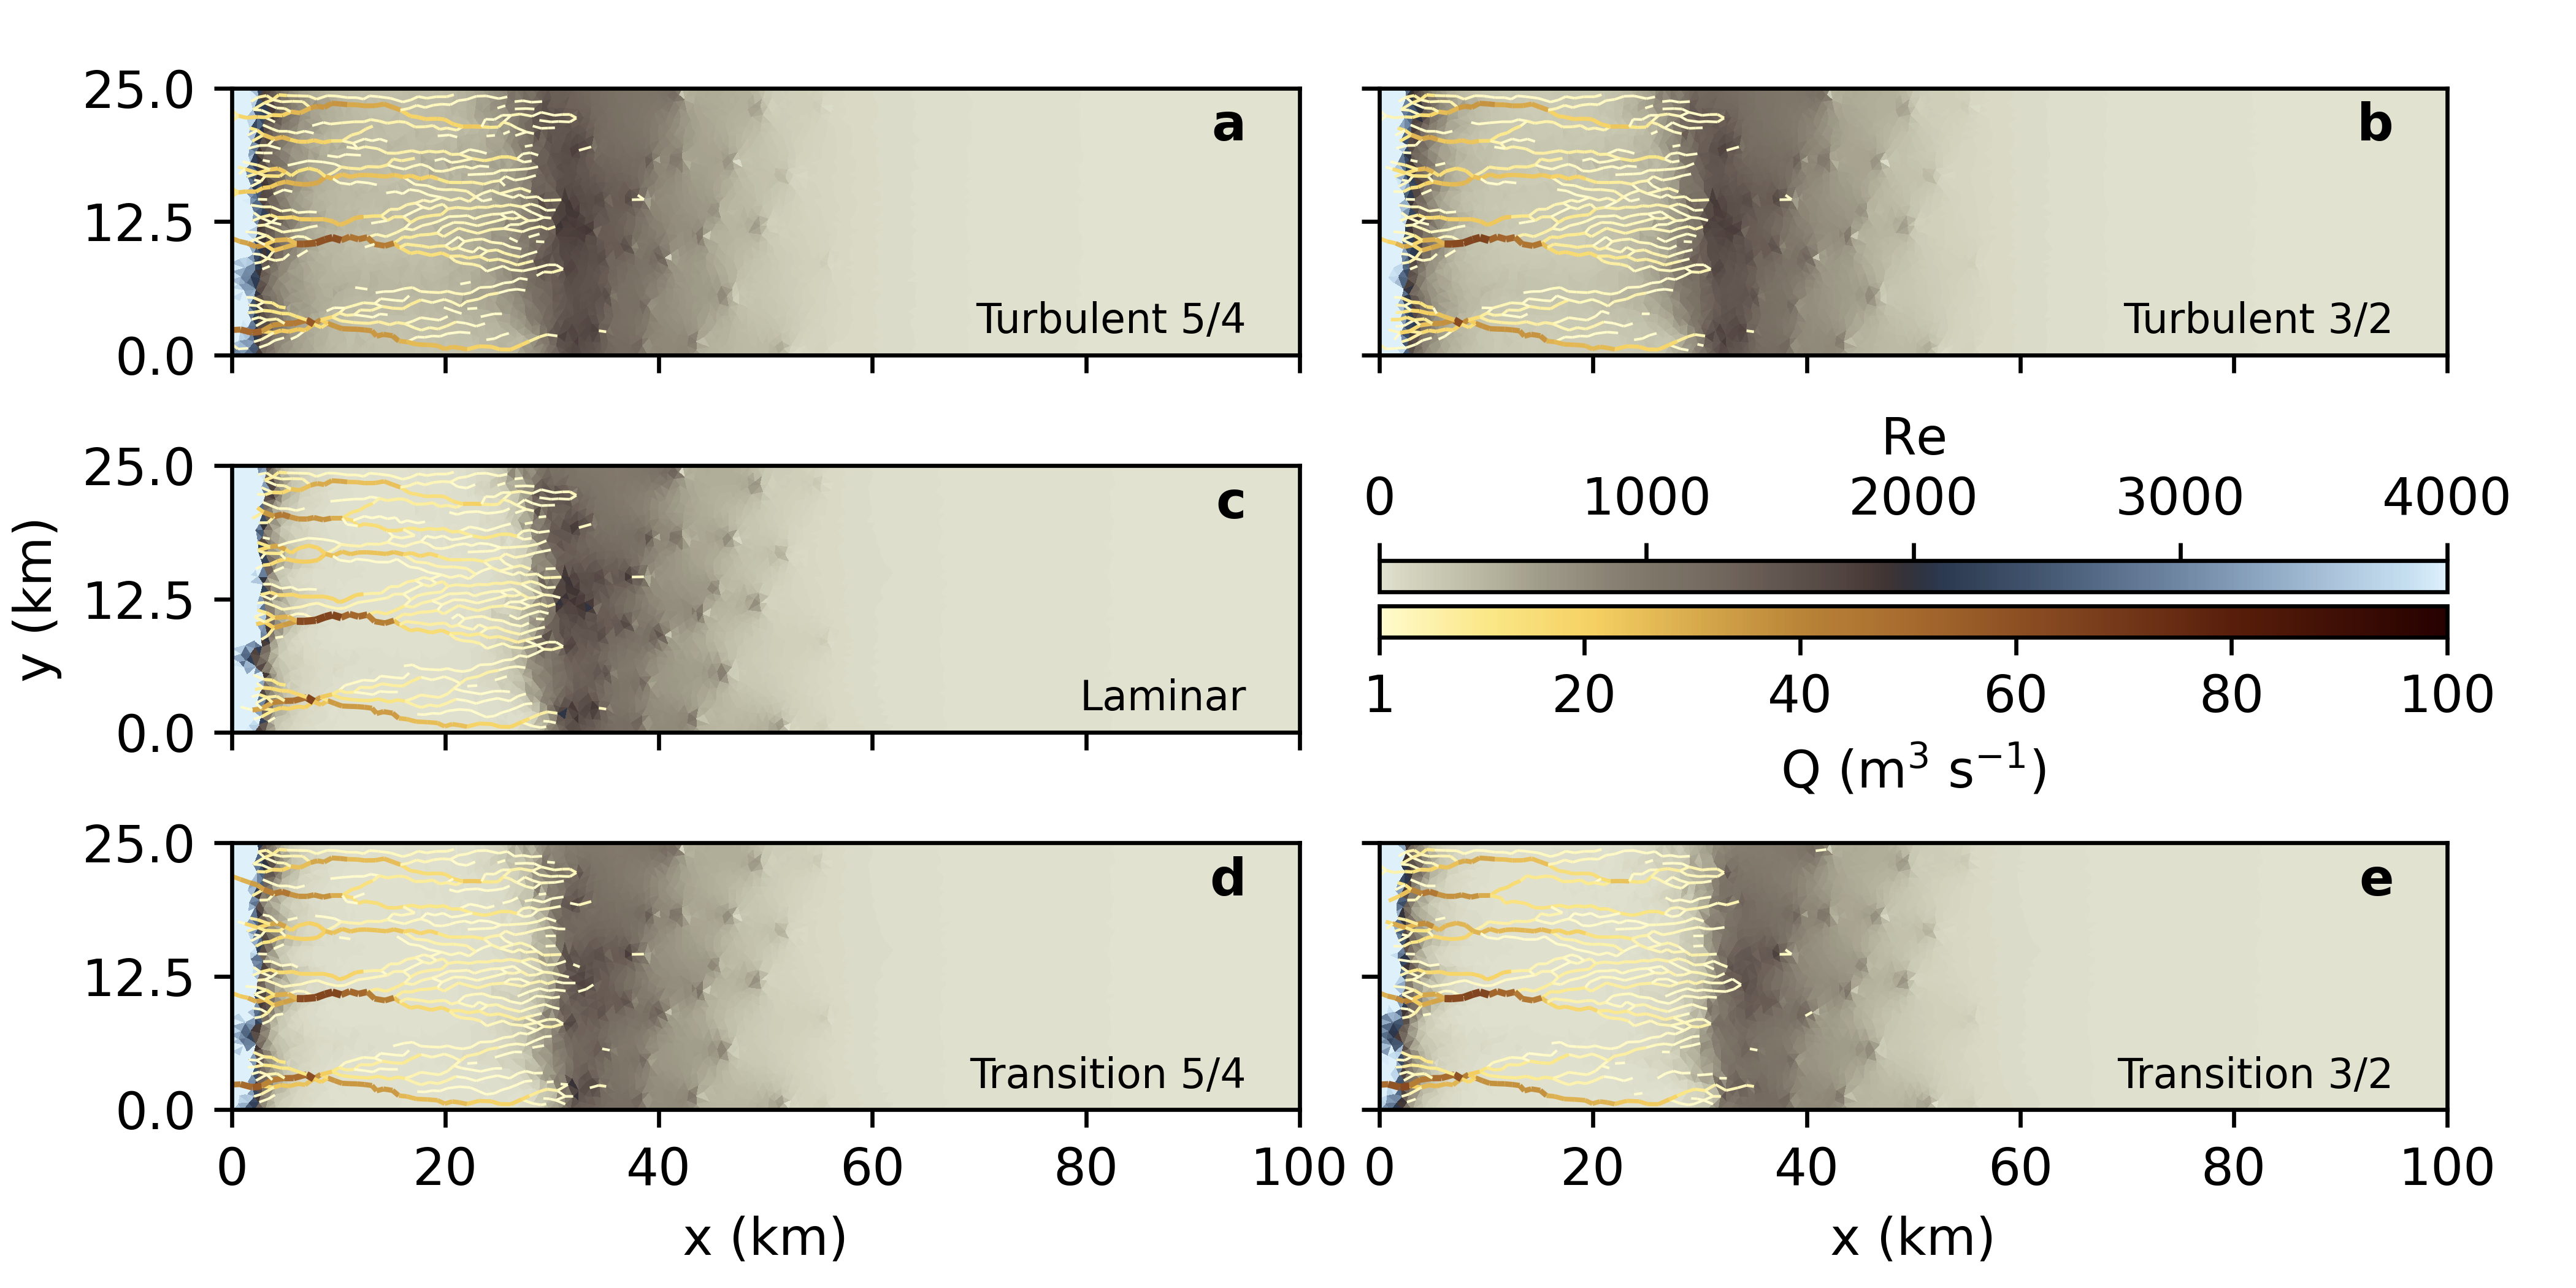 25.0
12.5
0.0
a
Turbulent 5/4
b
Turbulent 3/2
y (km)
25.0
12.5
0.0
c
Laminar
Re
0 1000 2000 3000 4000
1 20 40 60 80 100
Q (m³ s⁻¹)
25.0
12.5
0.0
d
Transition 5/4
e
Transition 3/2
0 20 40 60 80 100
0 20 40 60 80 100
x (km)
x (km)